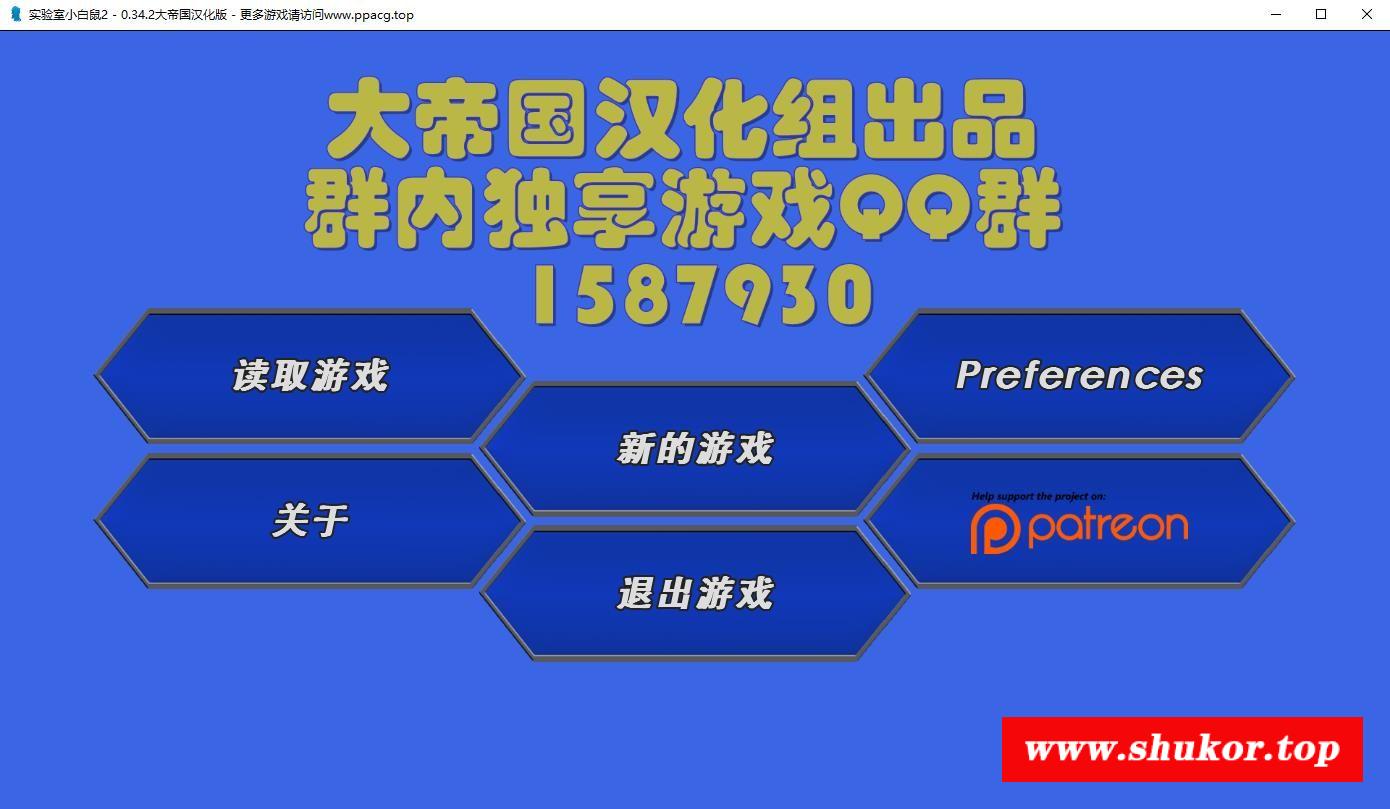 实验室小白鼠2 - 0.34.2大帝国汉化版 - 更多游戏请访问www.ppacg.top
大帝国汉化组出品
群内独享游戏QQ群
1587930
读取游戏
Preferences
新的游戏
关于
Help support the project on:
patreon
退出游戏
www.shukor.top